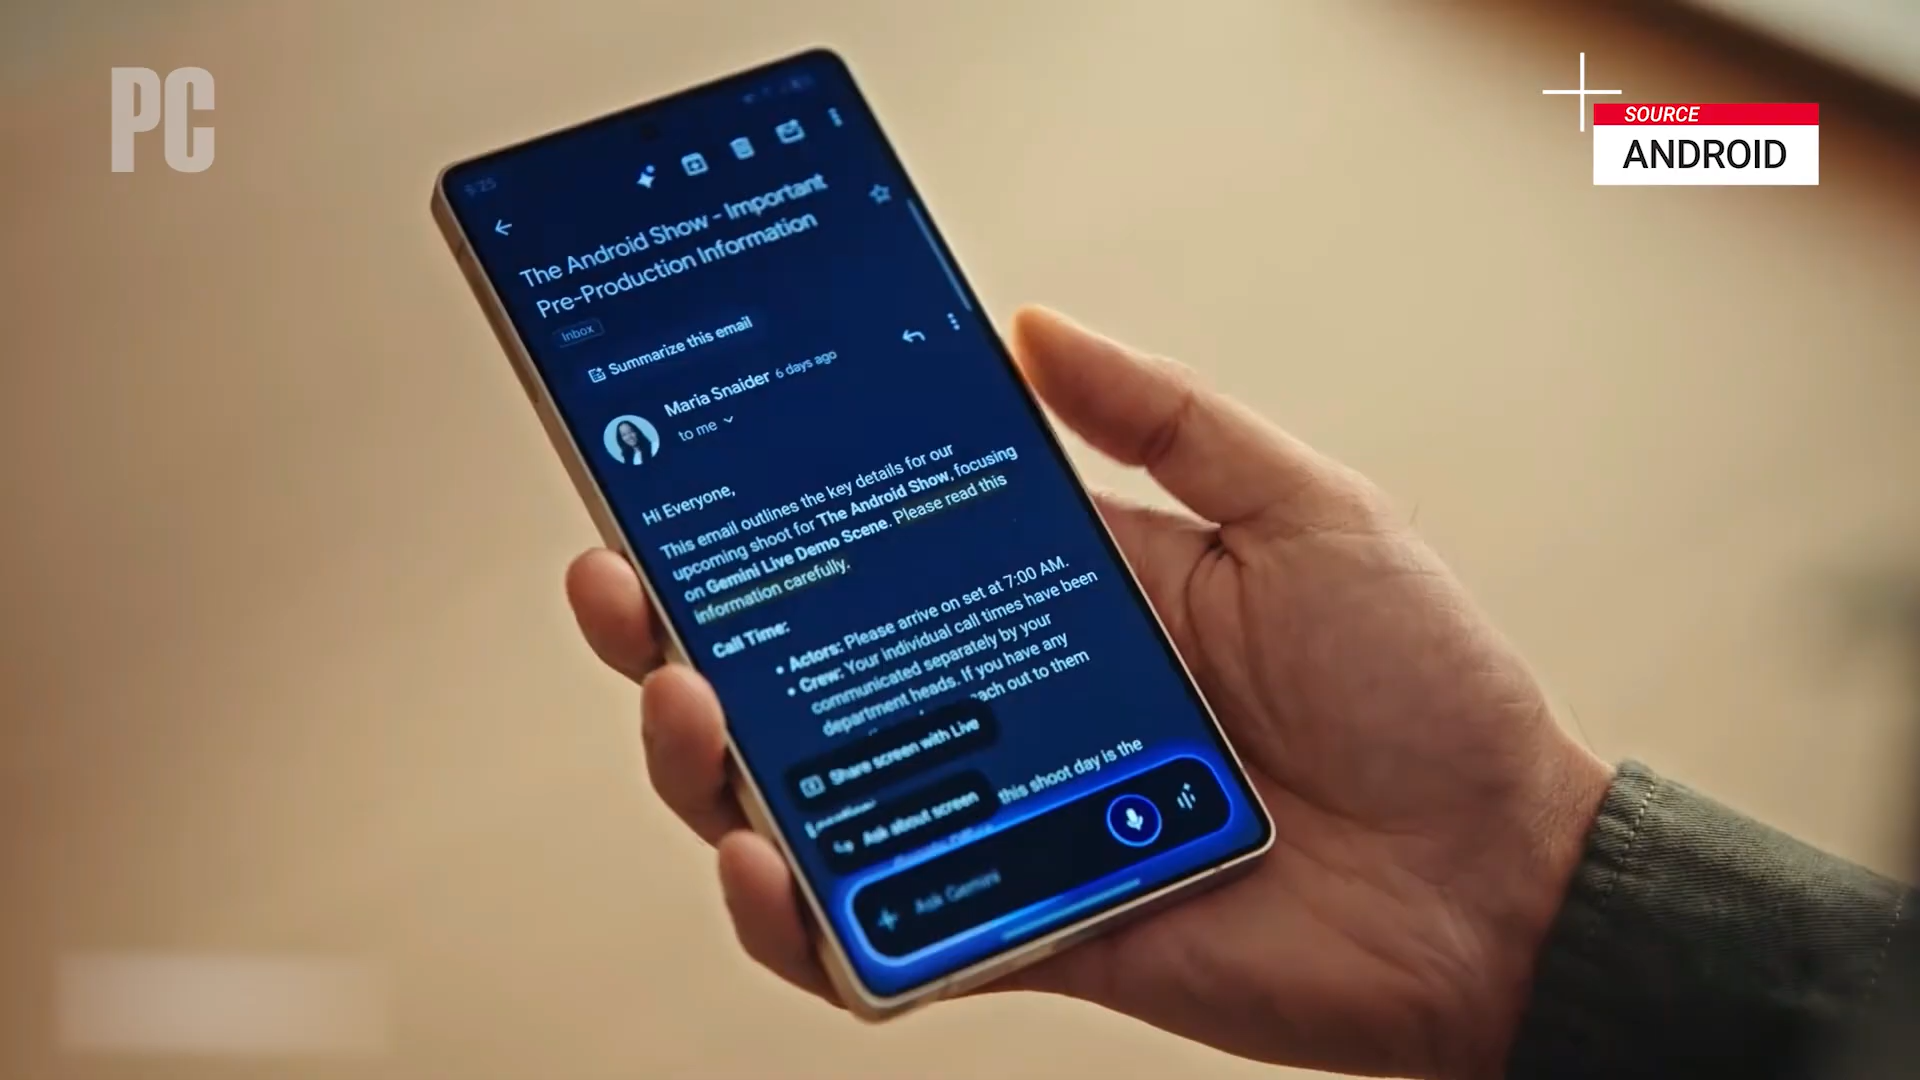 PC
SOURCE
ANDROID
5:25
The Android Show - Important
Pre-Production Information
Inbox
Summarize this email
Maria Snaider 6 days ago
to me
Hi Everyone,
This email outlines the key details for our
upcoming shoot for The Android Show, focusing
on Gemini Live Demo Scene. Please read this
information carefully.
Call Time:
• Actors: Please arrive on set at 7:00 AM.
• Crew: Your individual call times have been
communicated separately by your
department heads. If you have any
out to them
Share screen with Live
this shoot day is the
Ask about screen
Ask Gemini